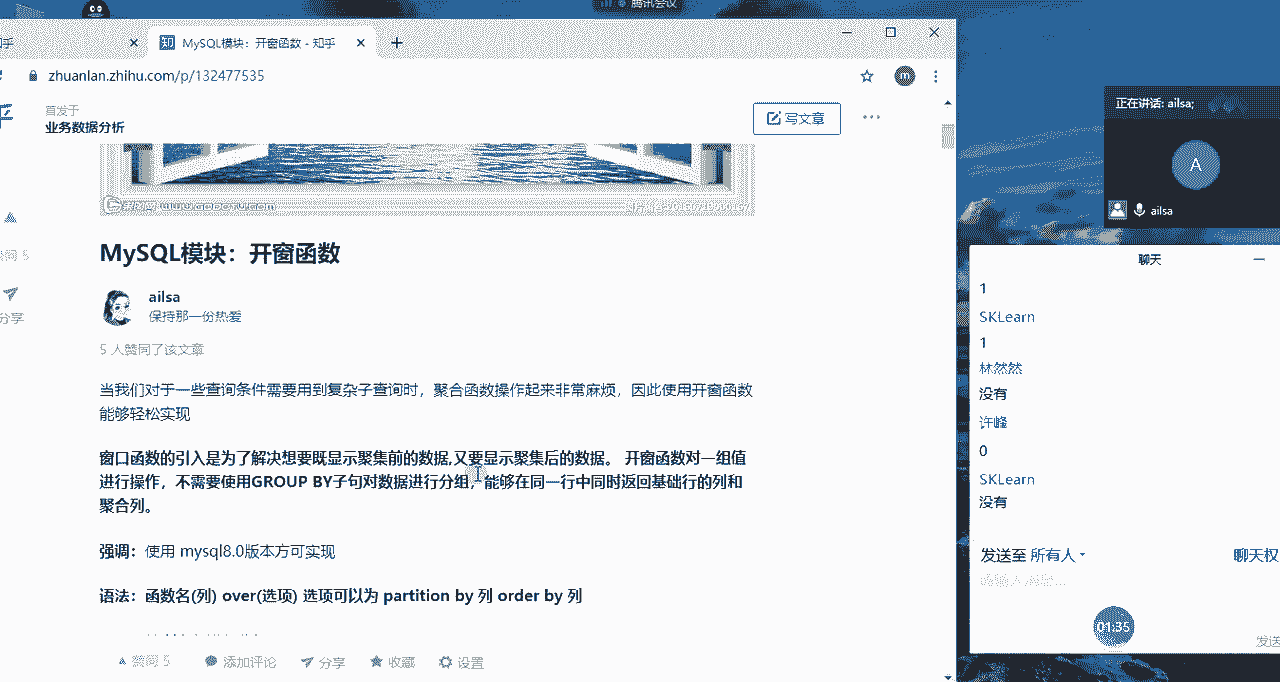 腾讯会议
知乎
MySQL模块：开窗函数 - 知乎
zhuanlan.zhihu.com/p/132477535
m
首发于
业务数据分析
写文章
MySQL模块：开窗函数
ailsa
保持那一份热爱
5 人赞同了该文章
当我们对于一些查询条件需要用到复杂子查询时，聚合函数操作起来非常麻烦，因此使用开窗函数
能够轻松实现
窗口函数的引入是为了解决想要既显示聚集前的数据,又要显示聚集后的数据。 开窗函数对一组值
进行操作，不需要使用GROUP BY子句对数据进行分组，能够在同一行中同时返回基础行的列和
聚合列。
强调：使用 mysql8.0版本方可实现
语法：函数名(列) over(选项) 选项可以为 partition by 列 order by 列
赞同 5
添加评论
分享
收藏
设置
赞同 5
分享
正在讲话: ailsa;
A
ailsa
聊天
1
SKLearn
1
林然然
没有
许峰
0
SKLearn
没有
发送至 所有人
聊天权
01:35
发送